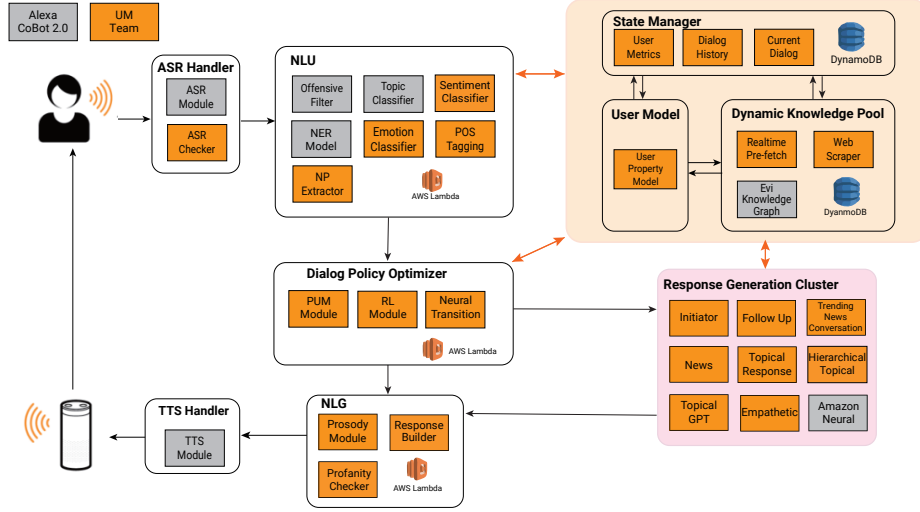 Alexa
CoBot 2.0
UM
Team
ASR Handler
ASR
Module
ASR
Checker
NLU
Offensive
Filter
Topic
Classifier
Sentiment
Classifier
NER
Model
Emotion
Classifier
POS
Tagging
NP
Extractor
AWS Lambda
State Manager
User
Metrics
Dialog
History
Current
Dialog
DynamoDB
User Model
User
Property
Model
Dynamic Knowledge Pool
Realtime
Pre-fetch
Web
Scraper
Evi
Knowledge
Graph
DyanmoDB
Dialog Policy Optimizer
PUM
Module
RL
Module
Neural
Transition
AWS Lambda
Response Generation Cluster
Initiator
Follow Up
Trending
News
Conversation
News
Topical
Response
Hierarchical
Topical
Topical
GPT
Empathetic
Amazon
Neural
TTS Handler
TTS
Module
NLG
Prosody
Module
Response
Builder
Profanity
Checker
AWS Lambda